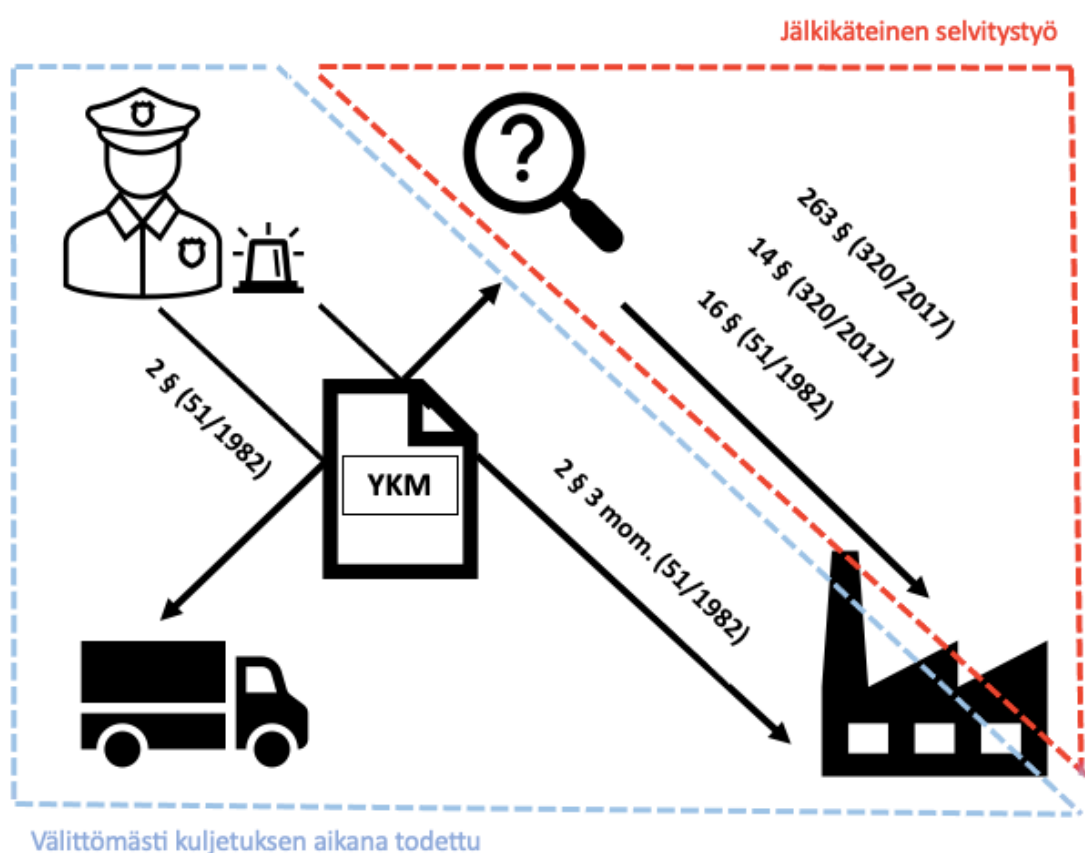 Jälkikäteinen selvitystyö
?
263 § (320/2017)
14 § (320/2017)
16 § (51/1982)
2 § (51/1982)
YKM
2 § 3 mom. (51/1982)
Välittömästi kuljetuksen aikana todettu